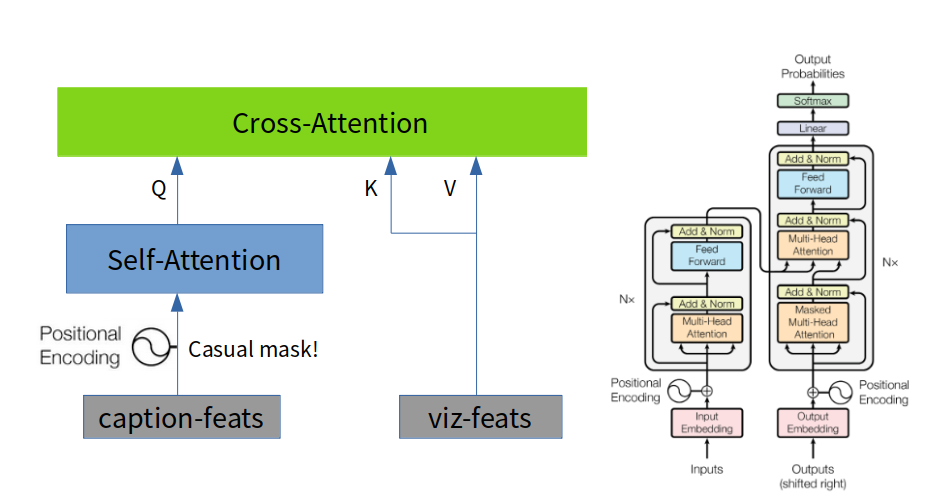 Cross-Attention
Q
K
V
Self-Attention
Positional
Encoding
Casual mask!
caption-feats
viz-feats
Output
Probabilities
Softmax
Linear
Add & Norm
Feed
Forward
Add & Norm
Multi-Head
Attention
Add & Norm
Masked
Multi-Head
Attention
Nx
Positional
Encoding
Output
Embedding
Outputs
(shifted right)
Add & Norm
Feed
Forward
Nx
Add & Norm
Multi-Head
Attention
Positional
Encoding
Input
Embedding
Inputs